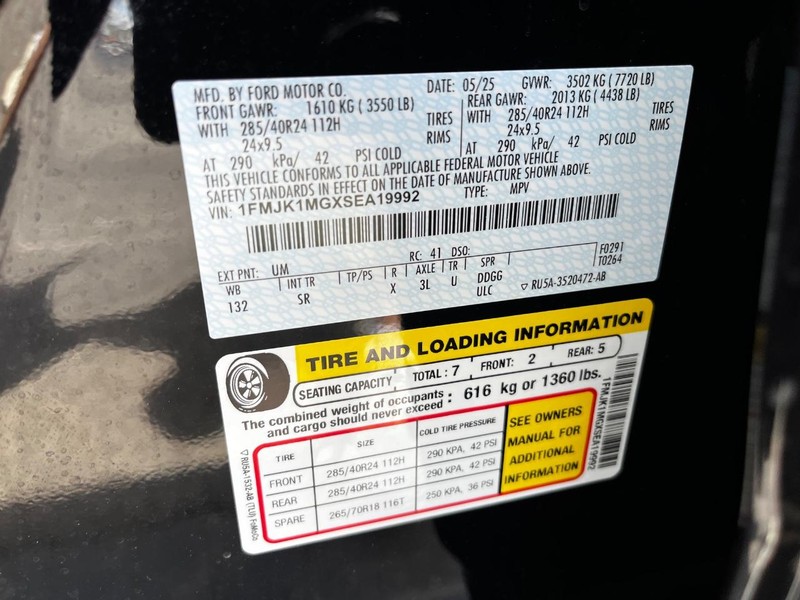 MFD. BY FORD MOTOR CO. DATE: 05/25 GVWR: 3502 KG ( 7720 LB)
FRONT GAWR: 1610 KG ( 3550 LB) REAR GAWR: 2013 KG ( 4438 LB)
WITH 285/40R24 112H TIRES WITH 285/40R24 112H TIRES
24x9.5 RIMS 24x9.5 RIMS
AT 290 kPa/ 42 PSI COLD AT 290 kPa/ 42 PSI COLD
THIS VEHICLE CONFORMS TO ALL APPLICABLE FEDERAL MOTOR VEHICLE
SAFETY STANDARDS IN EFFECT ON THE DATE OF MANUFACTURE SHOWN ABOVE.
VIN: 1FMJK1MGXSEA19992 TYPE: MPV
EXT PNT: UM RC: 41 DSO: F0291
WB INT TR TP/PS R AXLE TR SPR T0264
132 SR X 3L U DDGG
ULC ▽ RU5A-3520472-AB
TIRE AND LOADING INFORMATION
SEATING CAPACITY TOTAL : 7 FRONT: 2 REAR: 5
The combined weight of occupants
and cargo should never exceed : 616 kg or 1360 lbs.
TIRE SIZE COLD TIRE PRESSURE
FRONT 285/40R24 112H 290 KPA, 42 PSI
REAR 285/40R24 112H 290 KPA, 42 PSI
SPARE 265/70R18 116T 250 KPA, 36 PSI
SEE OWNERS
MANUAL FOR
ADDITIONAL
INFORMATION
1FMJK1MGXSEA19992
▽ RU5A-1532-AB (TLU) FoMoCo